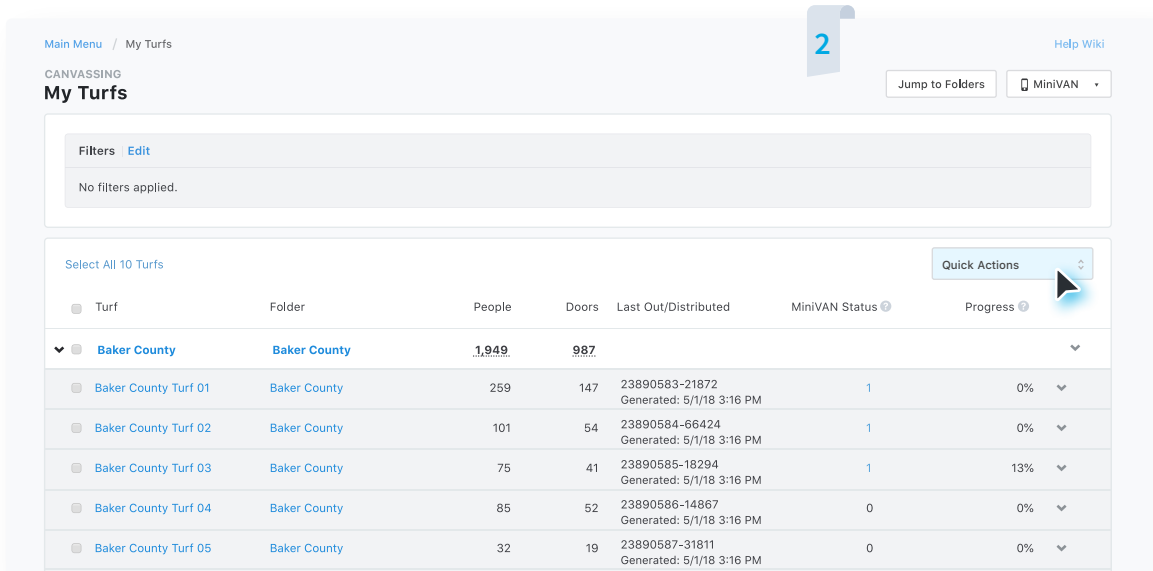 2
Main Menu / My Turfs
Help Wiki
CANVASSING
My Turfs
Jump to Folders
MiniVAN
Filters Edit
No filters applied.
Select All 10 Turfs
Quick Actions
Turf Folder People Doors Last Out/Distributed MiniVAN Status ? Progress ?
Baker County Baker County 1,949 987
Baker County Turf 01 Baker County 259 147 23890583-21872 1 0%
Generated: 5/1/18 3:16 PM
Baker County Turf 02 Baker County 101 54 23890584-66424 1 0%
Generated: 5/1/18 3:16 PM
Baker County Turf 03 Baker County 75 41 23890585-18294 1 13%
Generated: 5/1/18 3:16 PM
Baker County Turf 04 Baker County 85 52 23890586-14867 0 0%
Generated: 5/1/18 3:16 PM
Baker County Turf 05 Baker County 32 19 23890587-31811 0 0%
Generated: 5/1/18 3:16 PM